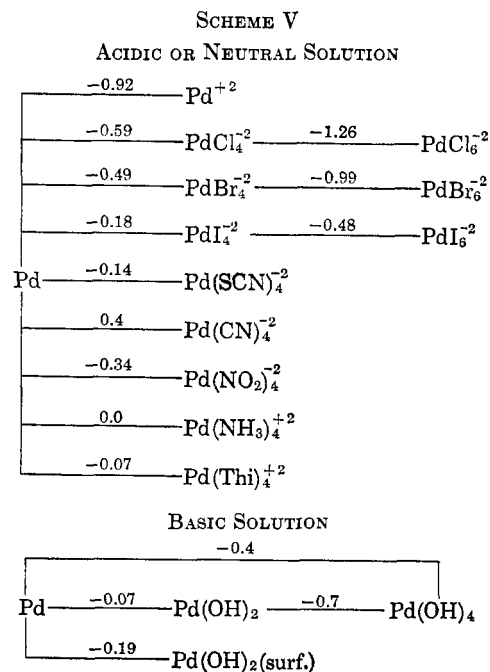 SCHEME V
ACIDIC OR NEUTRAL SOLUTION
−0.92 Pd⁺²
−0.59 PdCl₄⁻² −1.26 PdCl₆⁻²
−0.49 PdBr₄⁻² −0.99 PdBr₆⁻²
−0.18 PdI₄⁻² −0.48 PdI₆⁻²
Pd −0.14 Pd(SCN)₄⁻²
0.4 Pd(CN)₄⁻²
−0.34 Pd(NO₂)₄⁻²
0.0 Pd(NH₃)₄⁺²
−0.07 Pd(Thi)₄⁺²
BASIC SOLUTION
−0.4
Pd −0.07 Pd(OH)₂ −0.7 Pd(OH)₄
−0.19 Pd(OH)₂(surf.)